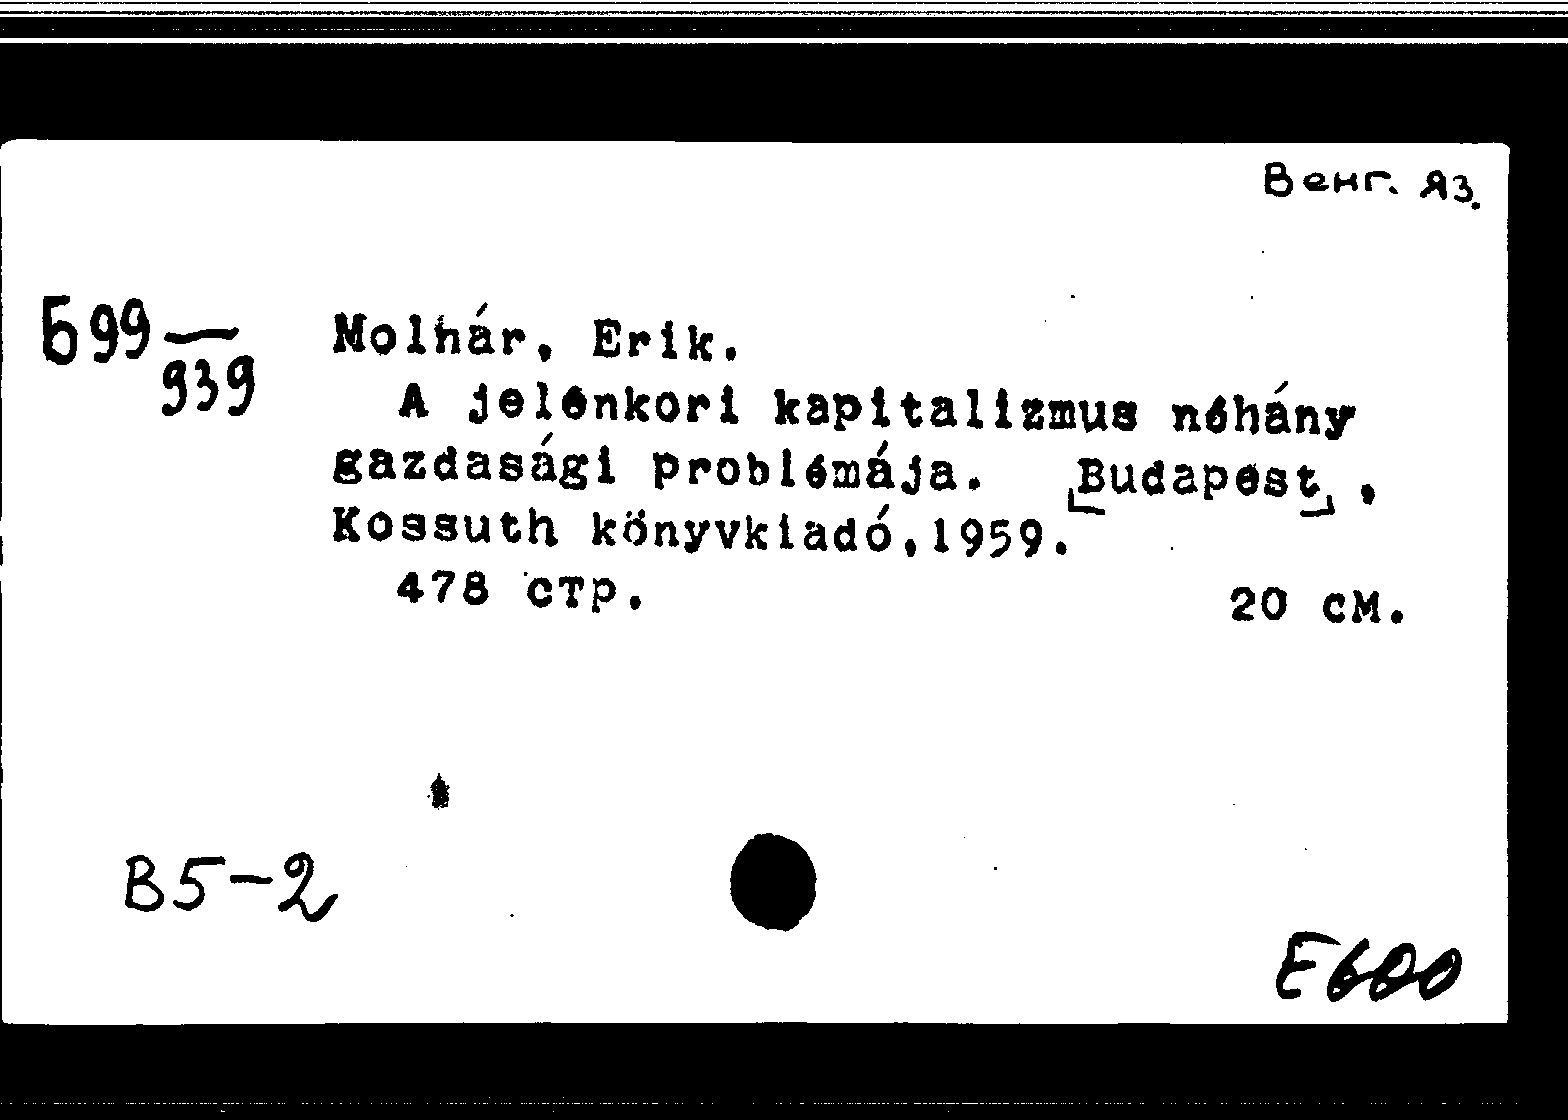 Венг. яз.
Б99
939
Molhár, Erik.
A jelenkori kapitalizmus néhány
gazdasági problémája. [Budapest],
Kossuth könyvkiadó, 1959.
478 стр. 20 см.
В5-2
Е600